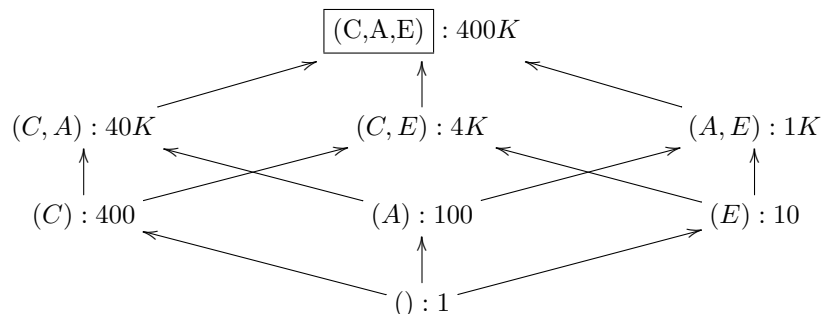 (C,A,E) : 400K
(C, A) : 40K (C, E) : 4K (A, E) : 1K
(C) : 400 (A) : 100 (E) : 10
() : 1